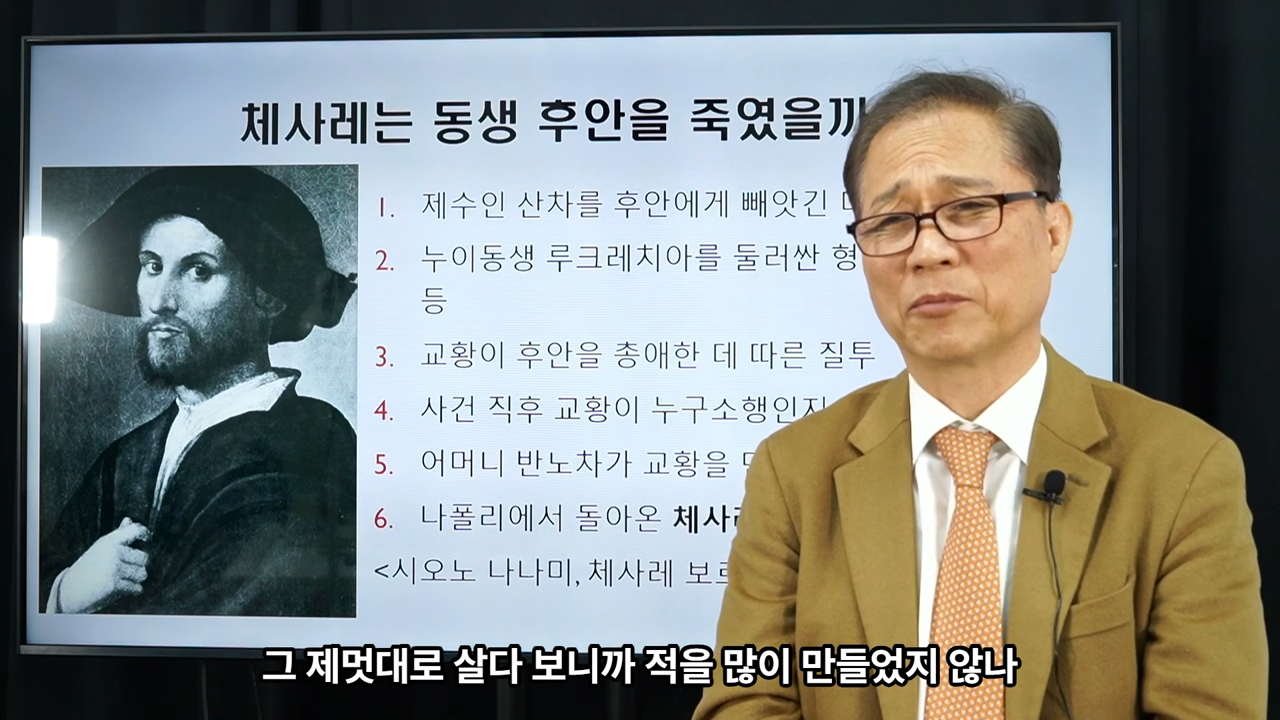 체사레는 동생 후안을 죽였을까
1. 제수인 산차를 후안에게 빼앗긴
2. 누이동생 루크레치아를 둘러싼 형
등
3. 교황이 후안을 총애한 데 따른 질투
4. 사건 직후 교황이 누구소행인지
5. 어머니 반노차가 교황을
6. 나폴리에서 돌아온 체사
<시오노 나나미, 체사레 보르
그 제멋대로 살다 보니까 적을 많이 만들었지 않나